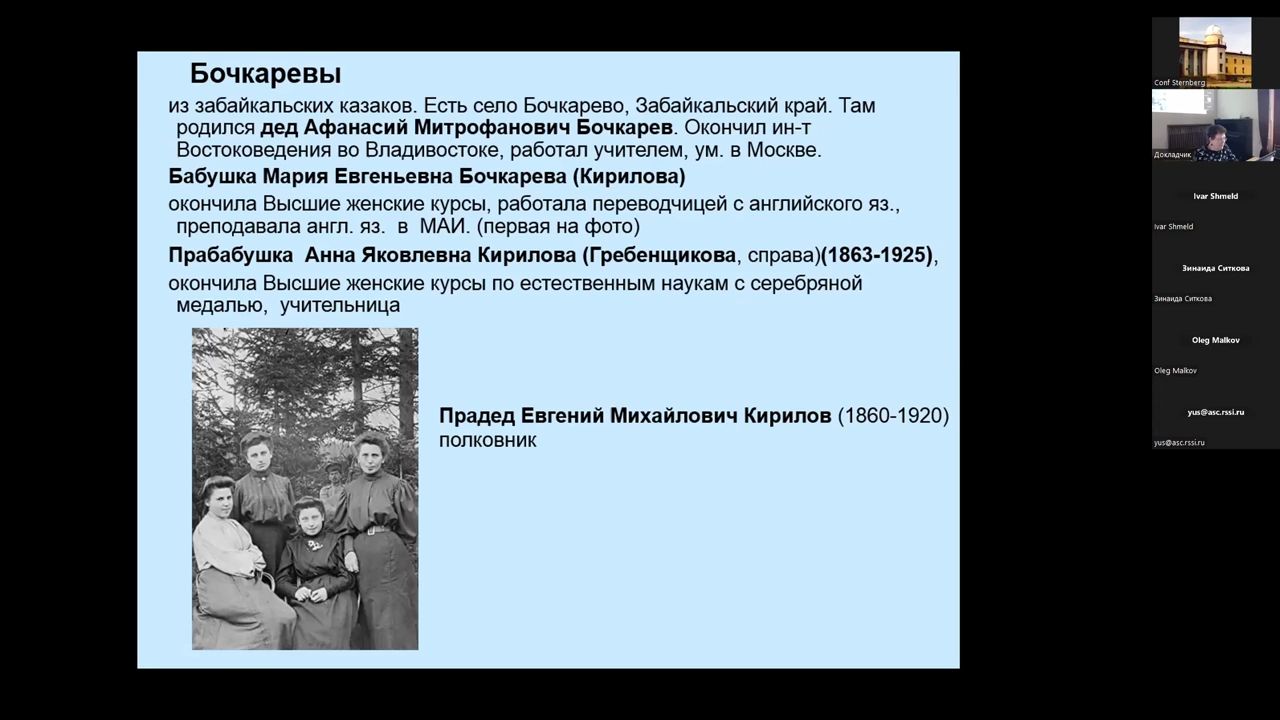 Бочкаревы
из забайкальских казаков. Есть село Бочкарево, Забайкальский край. Там
родился дед Афанасий Митрофанович Бочкарев. Окончил ин-т
Востоковедения во Владивостоке, работал учителем, ум. в Москве.
Бабушка Мария Евгеньевна Бочкарева (Кирилова)
окончила Высшие женские курсы, работала переводчицей с английского яз.,
преподавала англ. яз. в МАИ. (первая на фото)
Прабабушка Анна Яковлевна Кирилова (Гребенщикова, справа)(1863-1925),
окончила Высшие женские курсы по естественным наукам с серебряной
медалью, учительница
Прадед Евгений Михайлович Кирилов (1860-1920)
полковник
Conf Sternberg
Докладчик
Ivar Shmeld
Ivar Shmeld
Зинаида Ситкова
Зинаида Ситкова
Oleg Malkov
Oleg Malkov
yus@asc.rssi.ru
yus@asc.rssi.ru